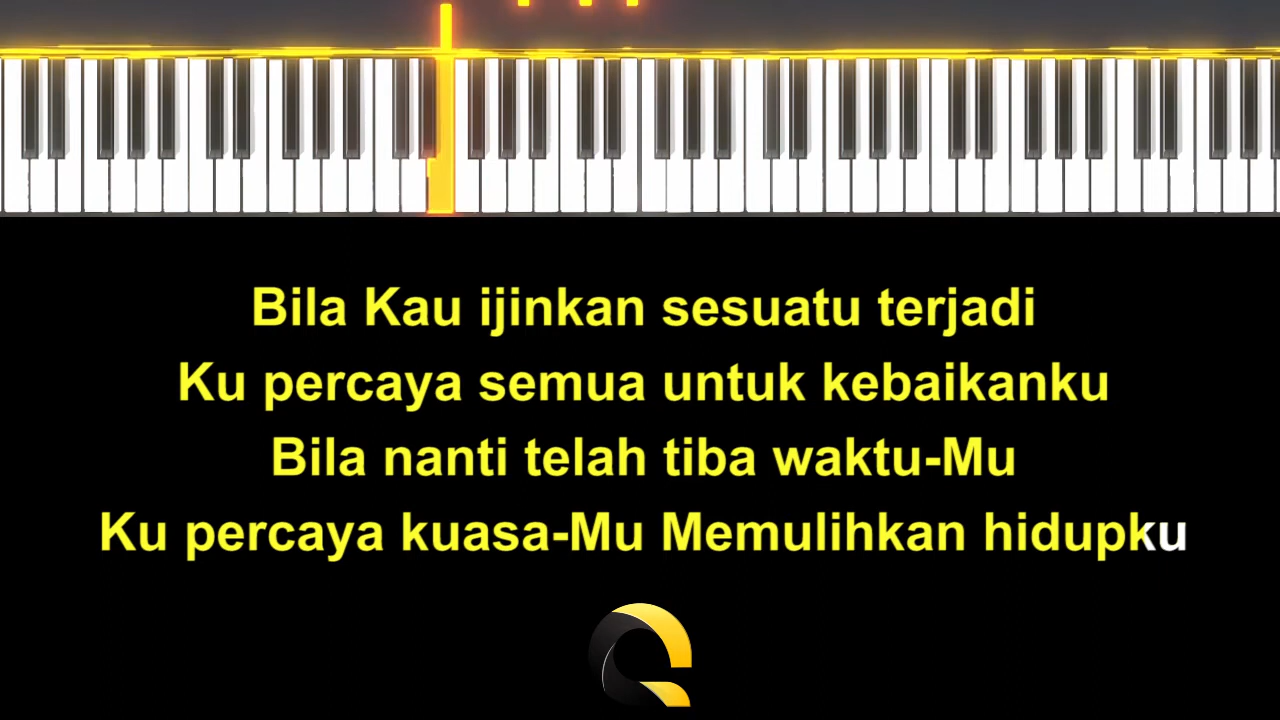 Bila Kau ijinkan sesuatu terjadi
Ku percaya semua untuk kebaikanku
Bila nanti telah tiba waktu-Mu
Ku percaya kuasa-Mu Memulihkan hidupku